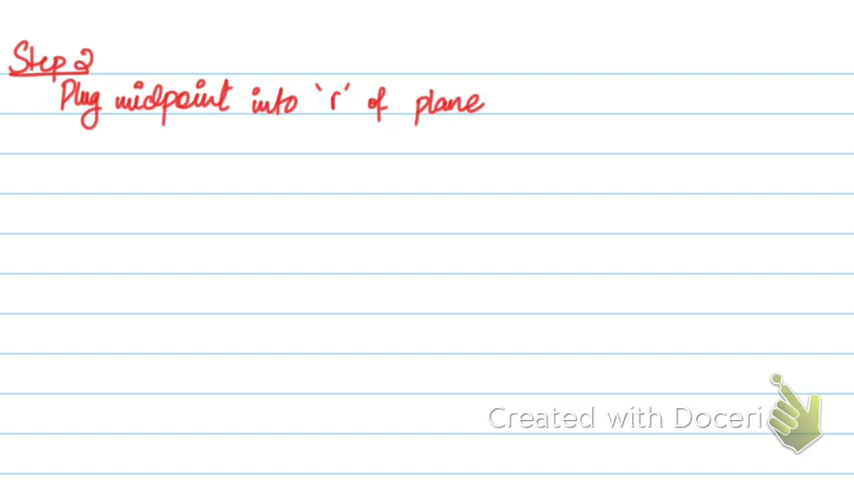 Step 2
Plug midpoint into 'r' of plane
Created with Doceri